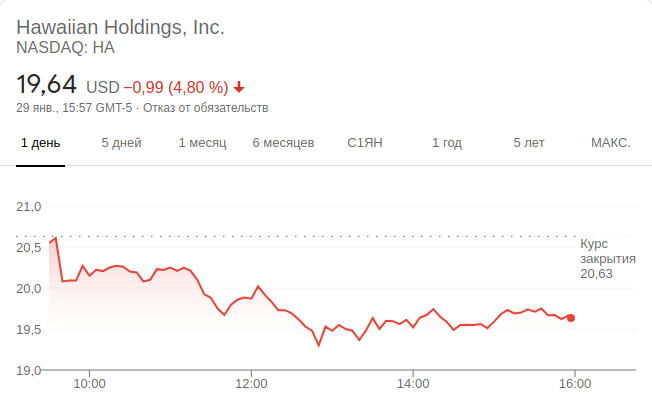 Hawaiian Holdings, Inc.
NASDAQ: HA
19,64 USD −0,99 (4,80 %)
29 янв., 15:57 GMT-5 · Отказ от обязательств
1 день 5 дней 1 месяц 6 месяцев С1ЯН 1 год 5 лет МАКС.
21,0
20,5
20,0
19,5
19,0
Курс
закрытия
20,63
10:00 12:00 14:00 16:00